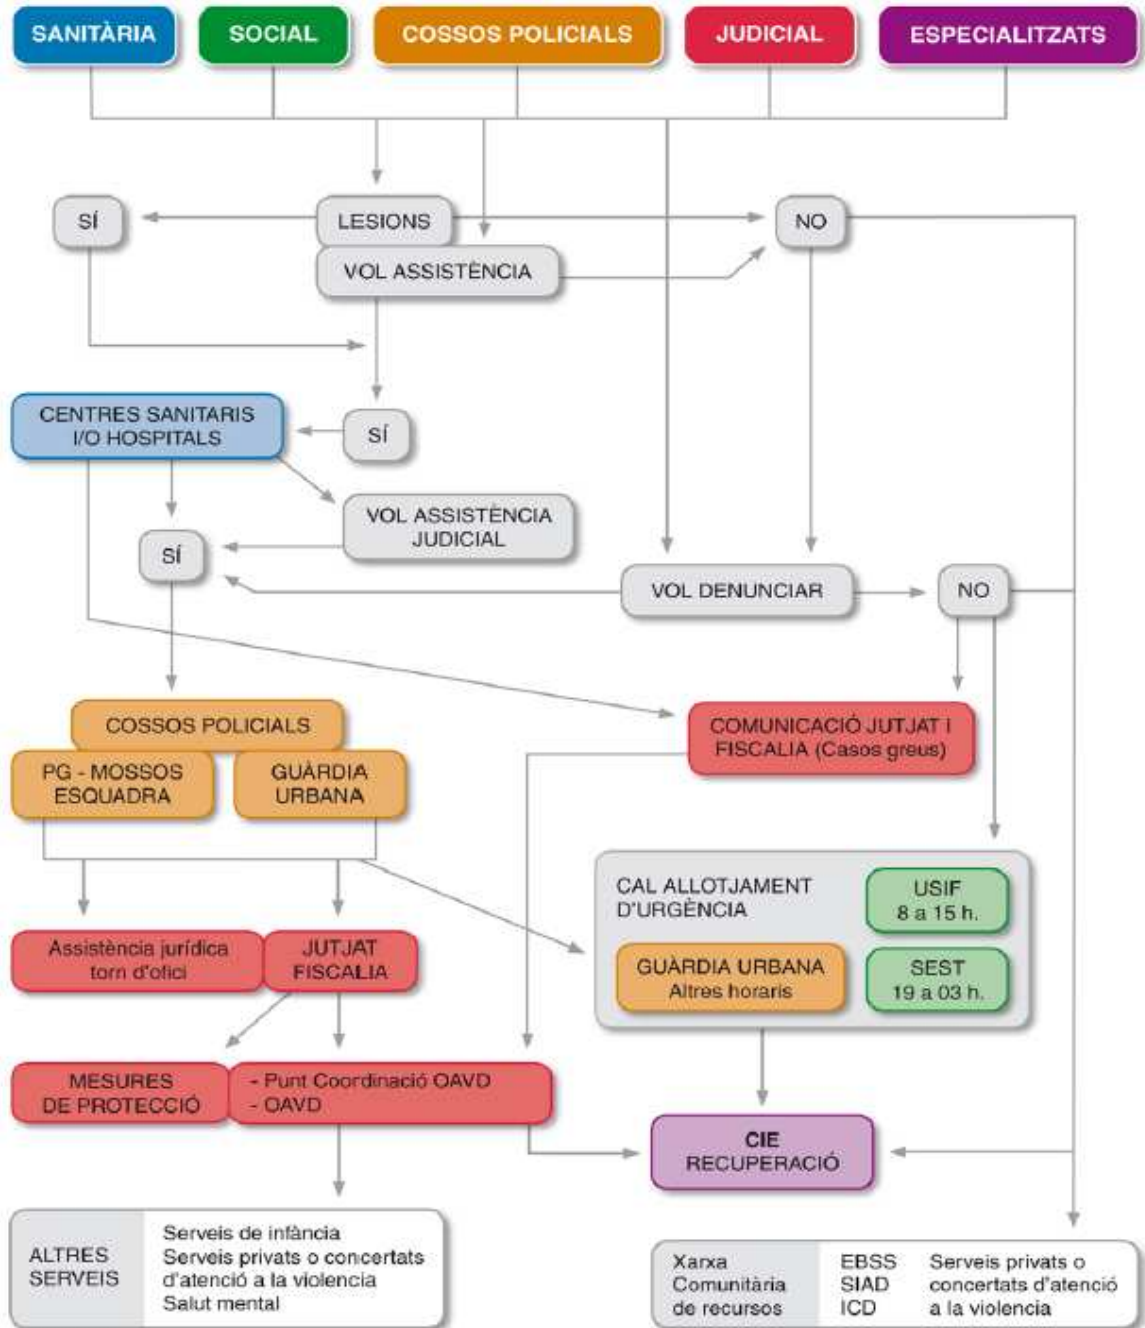 SANITÀRIA
SOCIAL
COSSOS POLICIALS
JUDICIAL
ESPECIALITZATS
SÍ
LESIONS
NO
VOL ASSISTÈNCIA
CENTRES SANITARIS
I/O HOSPITALS
SÍ
VOL ASSISTÈNCIA
JUDICIAL
SÍ
VOL DENUNCIAR
NO
COSSOS POLICIALS
PG - MOSSOS
ESQUADRA
GUÀRDIA
URBANA
COMUNICACIÓ JUTJAT I
FISCALIA (Casos greus)
CAL ALLOTJAMENT
D'URGÈNCIA
USIF
8 a 15 h.
GUÀRDIA URBANA
Altres horaris
SEST
19 a 03 h.
Assistència jurídica
torn d'ofici
JUTJAT
FISCALIA
MESURES
DE PROTECCIÓ
- Punt Coordinació OAVD
- OAVD
CIE
RECUPERACIÓ
ALTRES
SERVEIS
Serveis de infància
Serveis privats o concertats
d'atenció a la violencia
Salut mental
Xarxa
Comunitària
de recursos
EBSS
SIAD
ICD
Serveis privats o
concertats d'atenció
a la violencia